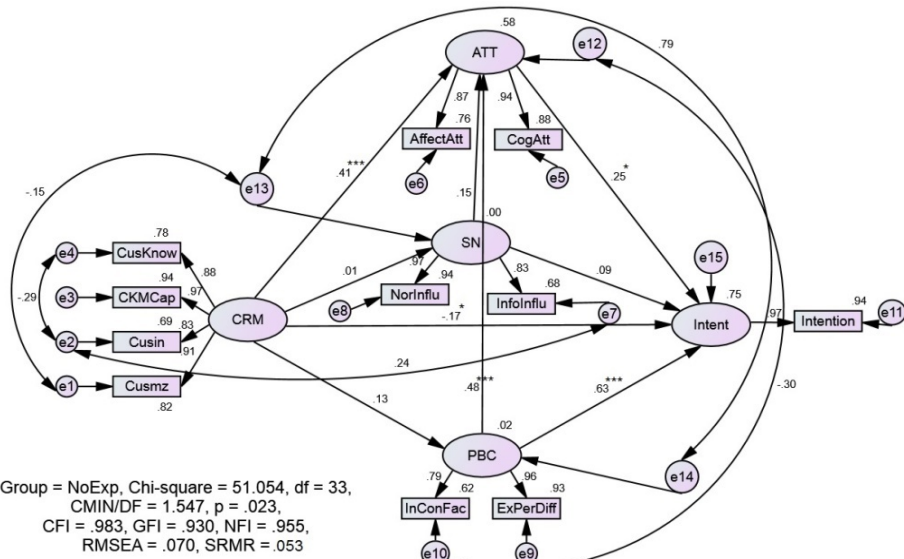 .58
ATT
e12
.79
.87
.94
.76
.88
AffectAtt
CogAtt
e6
e5
***
.41
*
.25
-.15
e13
.15
.00
SN
e15
.78
e4
CusKnow
.88
.97
.94
.83
.68
.09
.01
.75
-.29
.94
e3
CKMCap
.97
NorInflu
InfoInflu
e8
e7
CRM
*
-.17
Intent
.97
.94
Intention
e11
.69
.83
e2
Cusin
.91
.24
e1
Cusmz
.82
.48
***
.63
***
-.30
.13
.02
PBC
e14
.79
.62
.96
.93
InConFac
ExPerDiff
e10
e9
Group = NoExp, Chi-square = 51.054, df = 33,
CMIN/DF = 1.547, p = .023,
CFI = .983, GFI = .930, NFI = .955,
RMSEA = .070, SRMR =.053